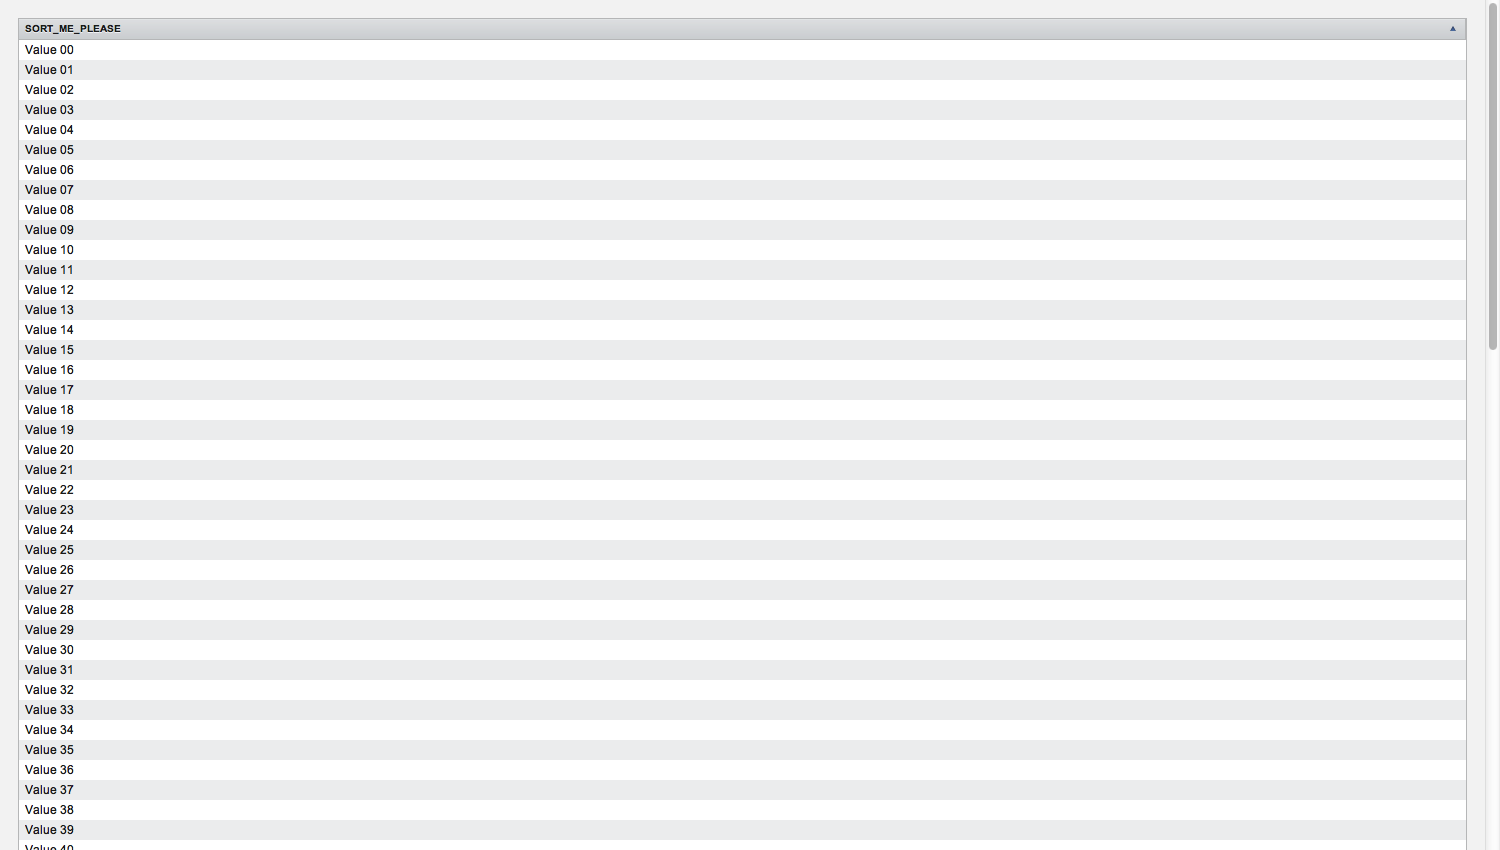 SORT_ME_PLEASE
Value 00
Value 01
Value 02
Value 03
Value 04
Value 05
Value 06
Value 07
Value 08
Value 09
Value 10
Value 11
Value 12
Value 13
Value 14
Value 15
Value 16
Value 17
Value 18
Value 19
Value 20
Value 21
Value 22
Value 23
Value 24
Value 25
Value 26
Value 27
Value 28
Value 29
Value 30
Value 31
Value 32
Value 33
Value 34
Value 35
Value 36
Value 37
Value 38
Value 39
Value 40